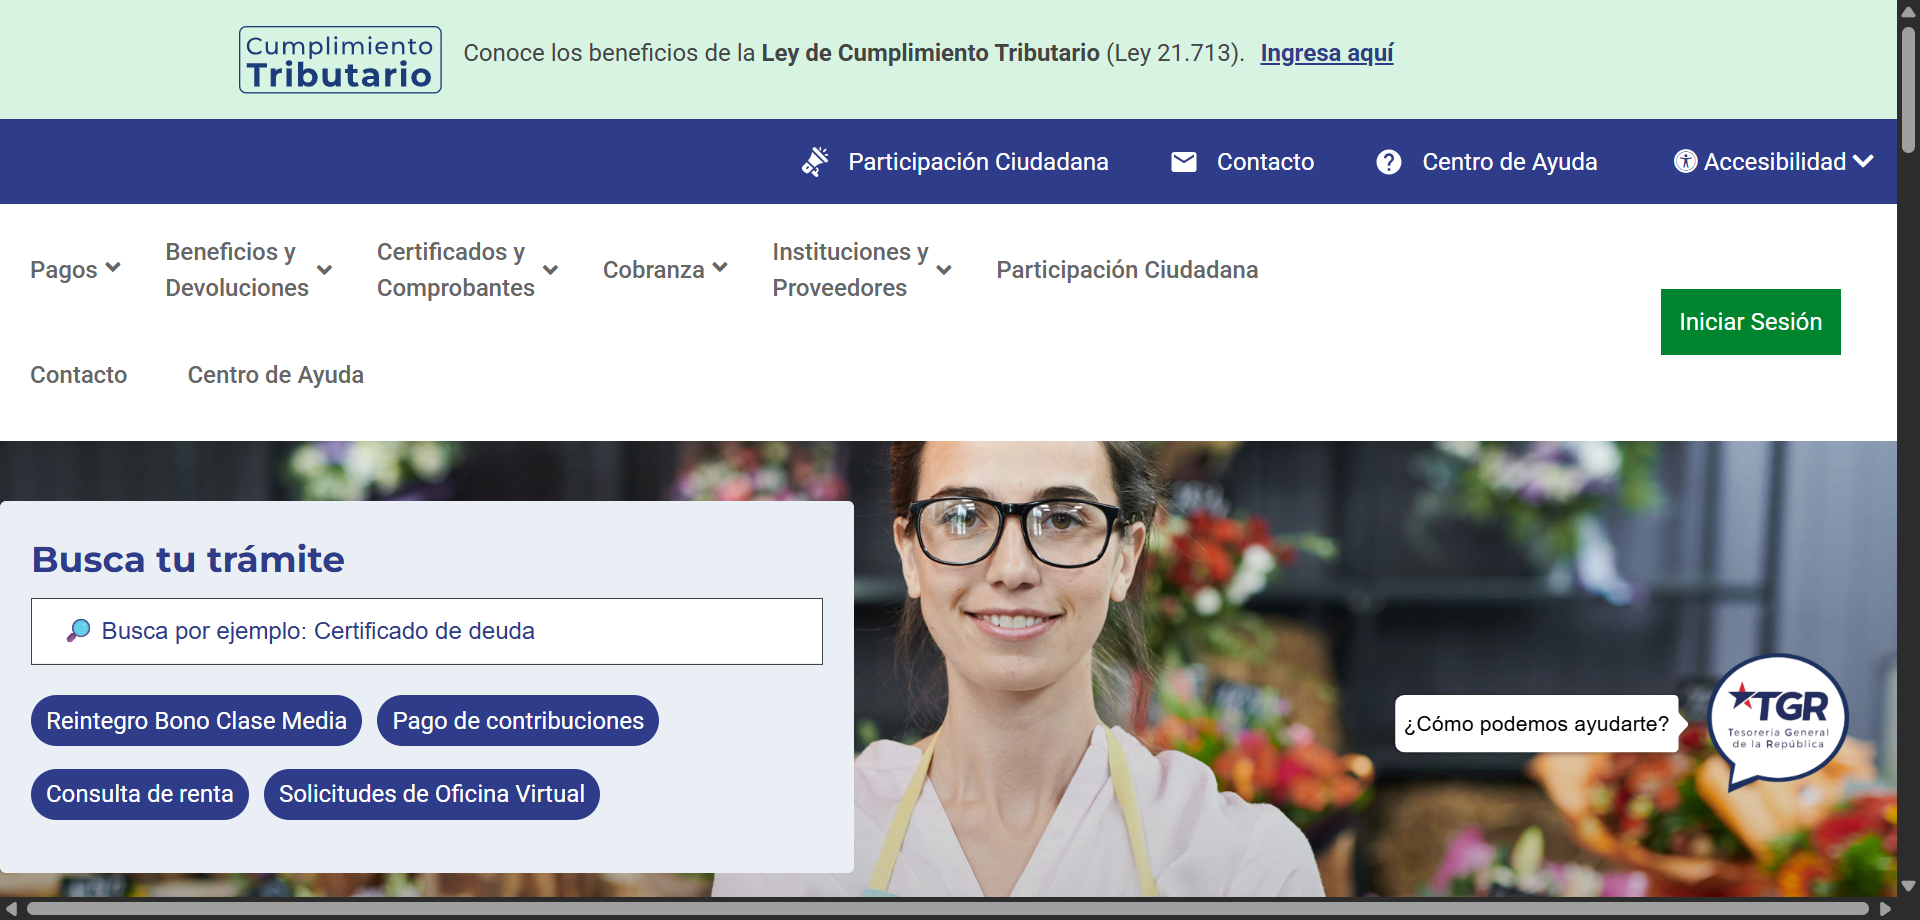 Cumplimiento
Tributario
Conoce los beneficios de la Ley de Cumplimiento Tributario (Ley 21.713). Ingresa aquí
Participación Ciudadana
Contacto
Centro de Ayuda
Accesibilidad
Pagos
Beneficios y
Devoluciones
Certificados y
Comprobantes
Cobranza
Instituciones y
Proveedores
Participación Ciudadana
Iniciar Sesión
Contacto
Centro de Ayuda
Busca tu trámite
Busca por ejemplo: Certificado de deuda
Reintegro Bono Clase Media
Pago de contribuciones
Consulta de renta
Solicitudes de Oficina Virtual
¿Cómo podemos ayudarte?
TGR
Tesorería General
de la República